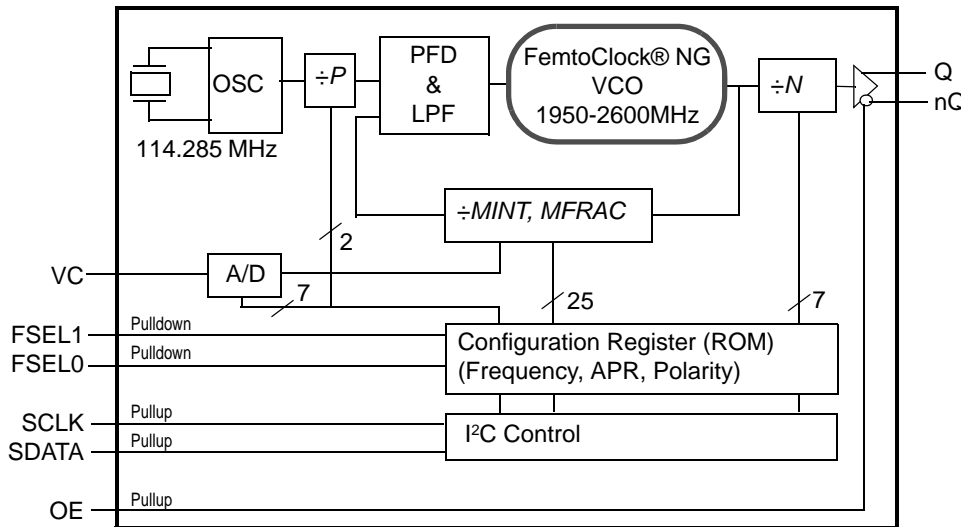 OSC
÷P
PFD
&
LPF
FemtoClock® NG
VCO
1950-2600MHz
÷N
Q
nQ
114.285 MHz
÷MINT, MFRAC
2
VC
A/D
7
25
7
FSEL1
Pulldown
FSEL0
Pulldown
Configuration Register (ROM)
(Frequency, APR, Polarity)
SCLK
Pullup
SDATA
Pullup
I²C Control
OE
Pullup